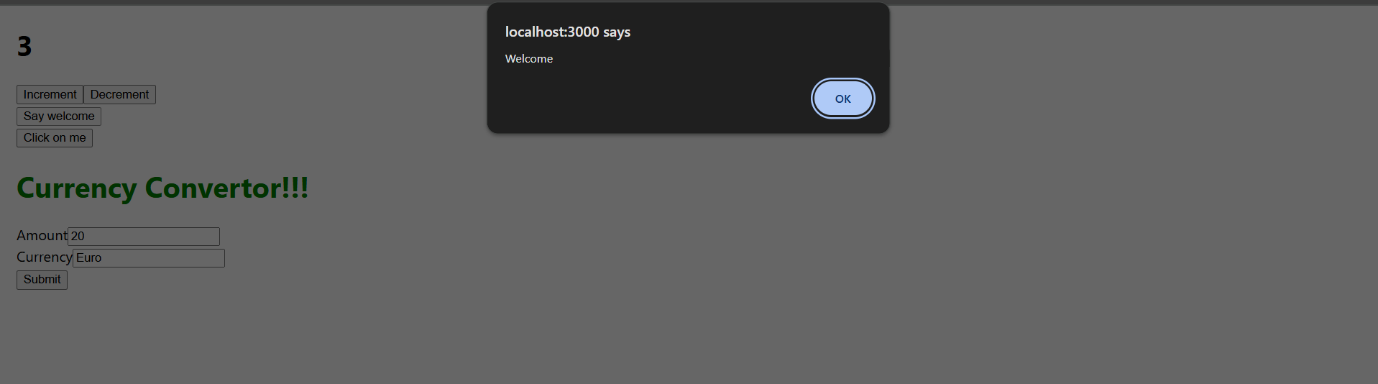 localhost:3000 says
Welcome
OK
3
Increment Decrement
Say welcome
Click on me
Currency Convertor!!!
Amount 20
Currency Euro
Submit